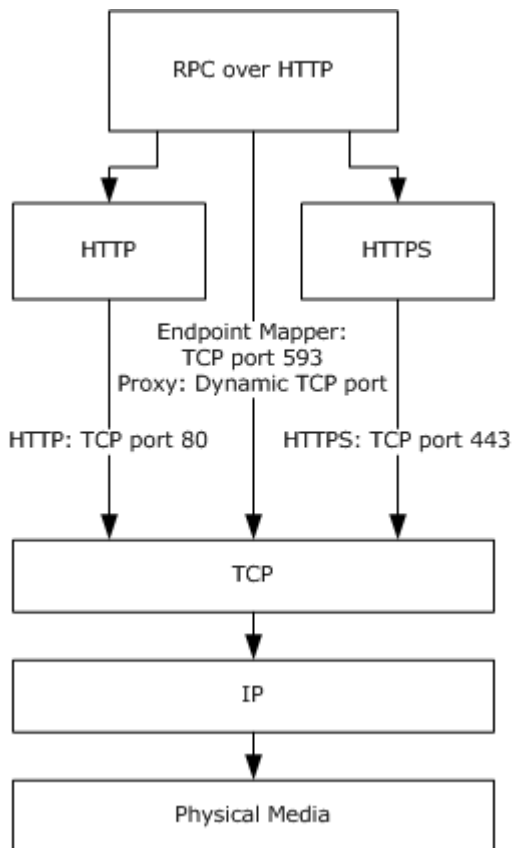 RPC over HTTP
HTTP
HTTPS
Endpoint Mapper:
TCP port 593
Proxy: Dynamic TCP port
HTTP: TCP port 80
HTTPS: TCP port 443
TCP
IP
Physical Media